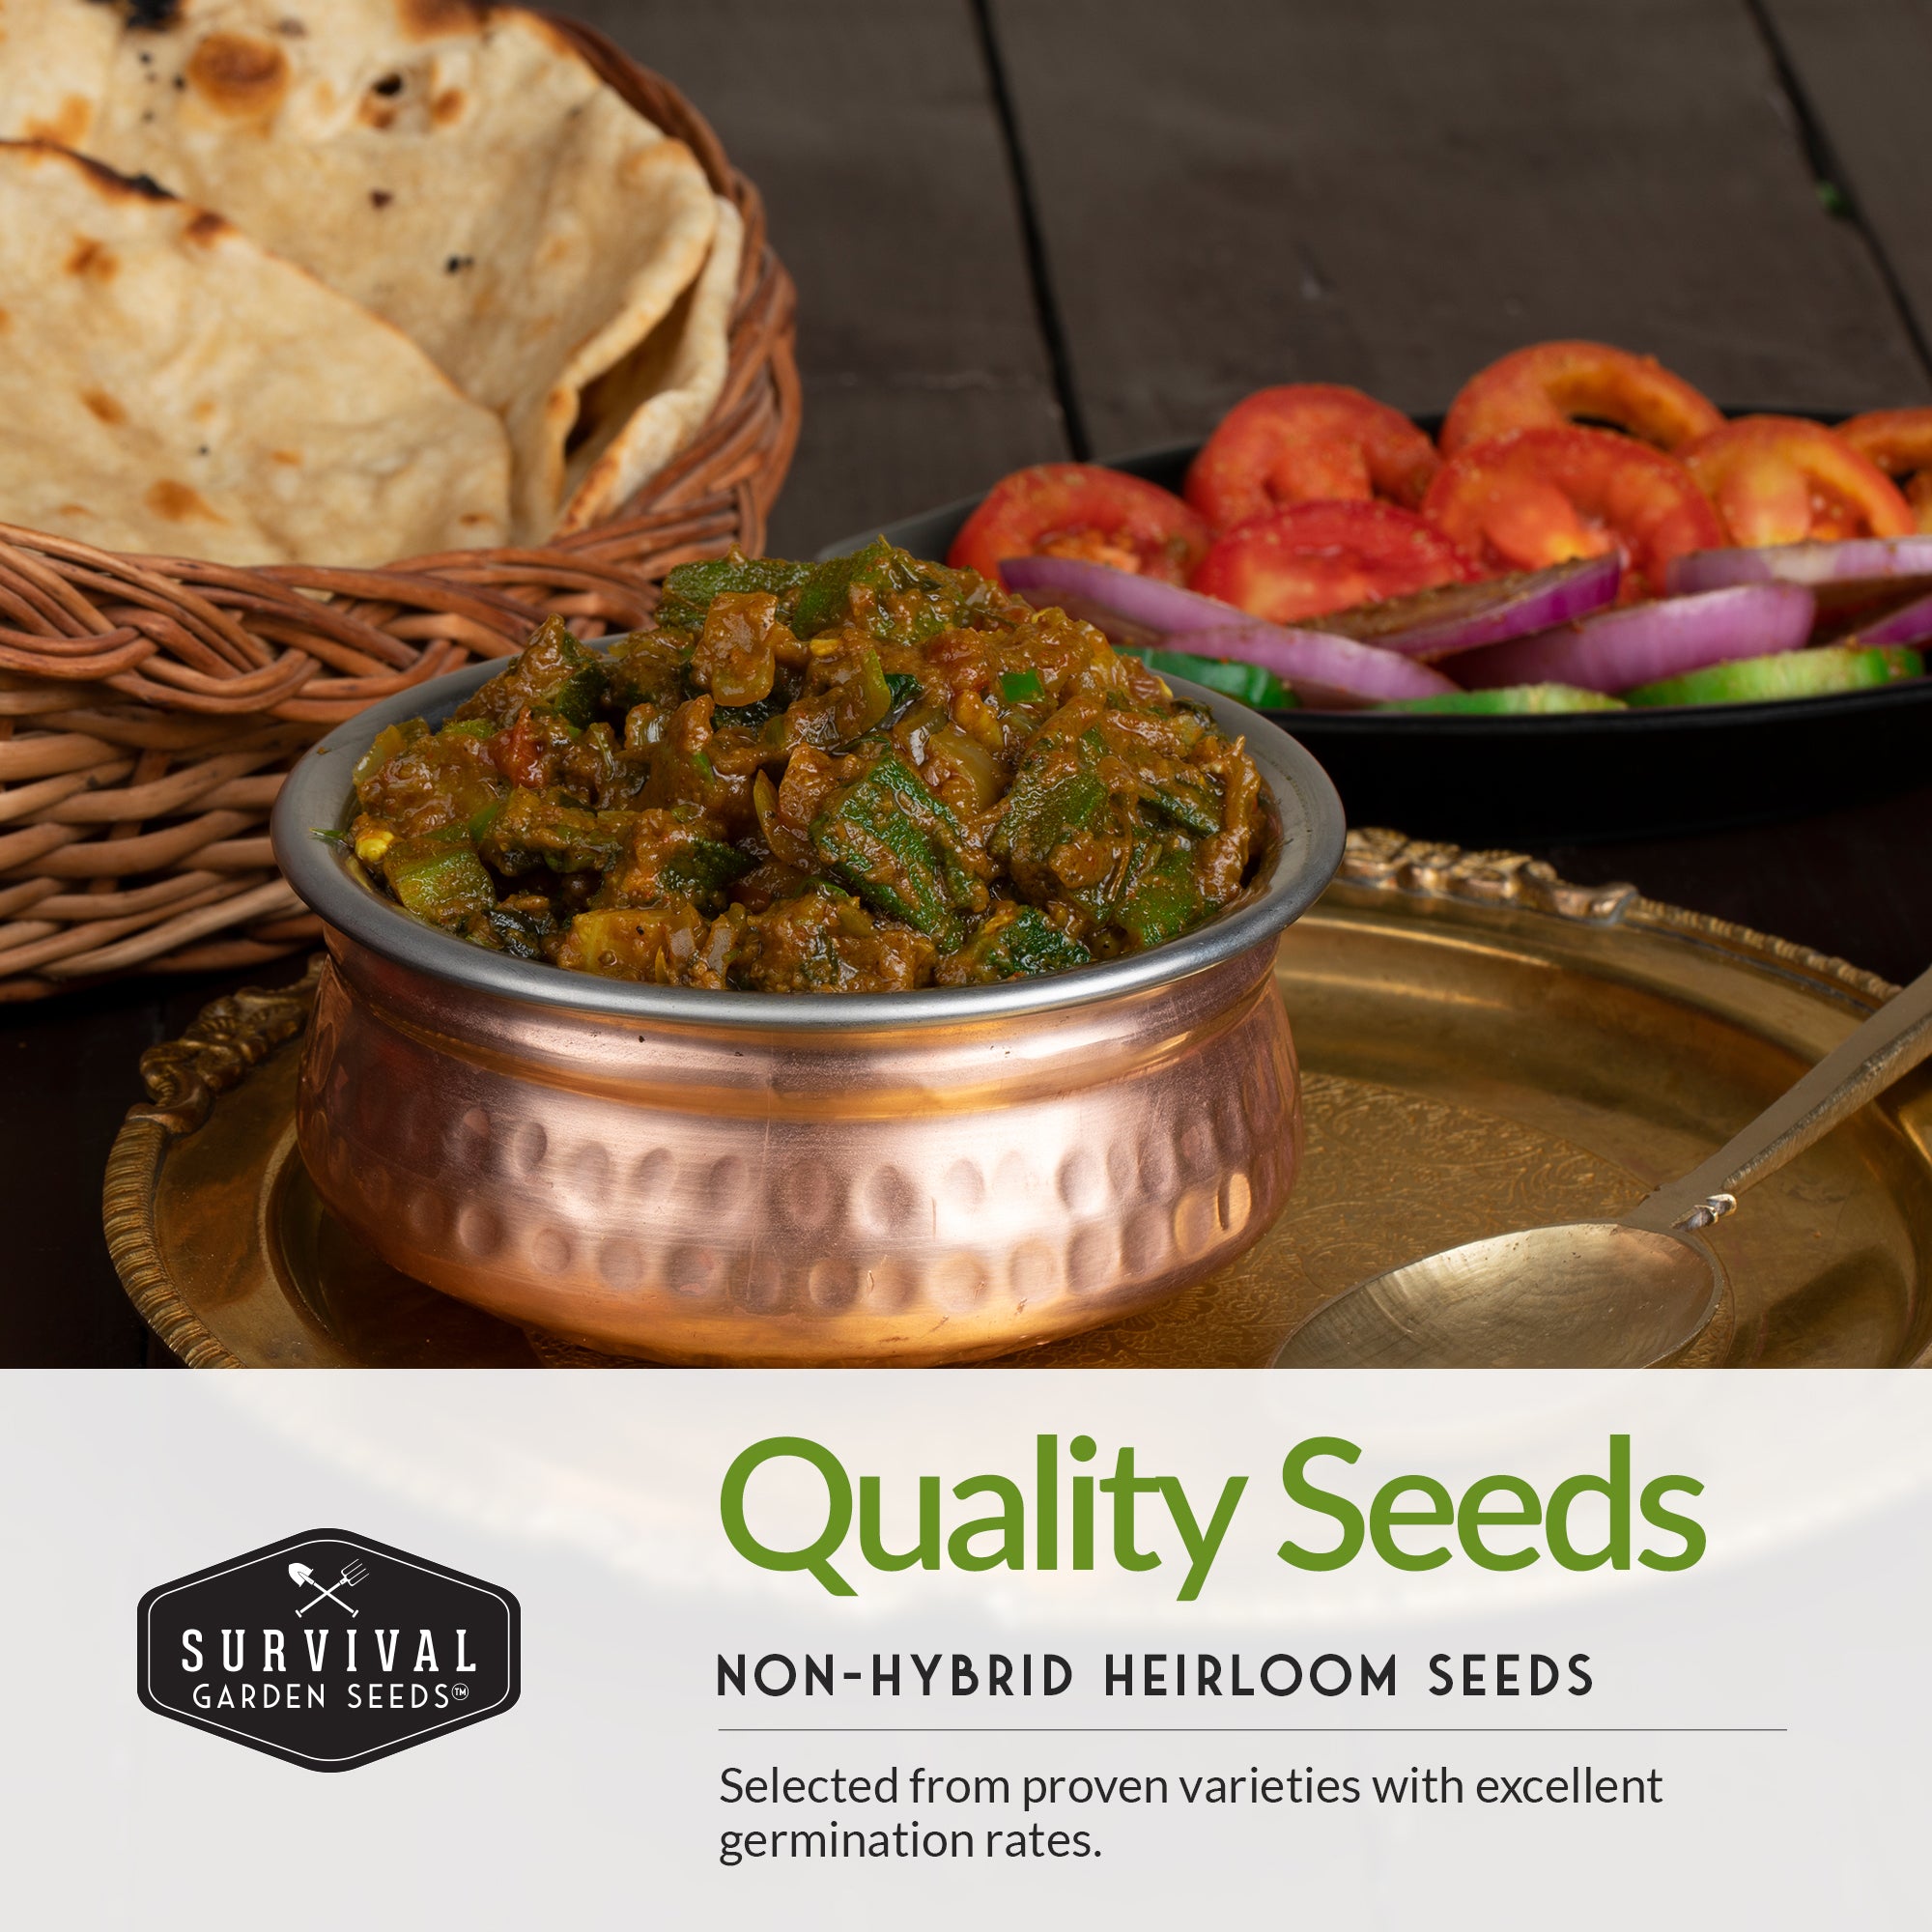 Quality Seeds
NON-HYBRID HEIRLOOM SEEDS
Selected from proven varieties with excellent
germination rates.
SURVIVAL
GARDEN SEEDS™